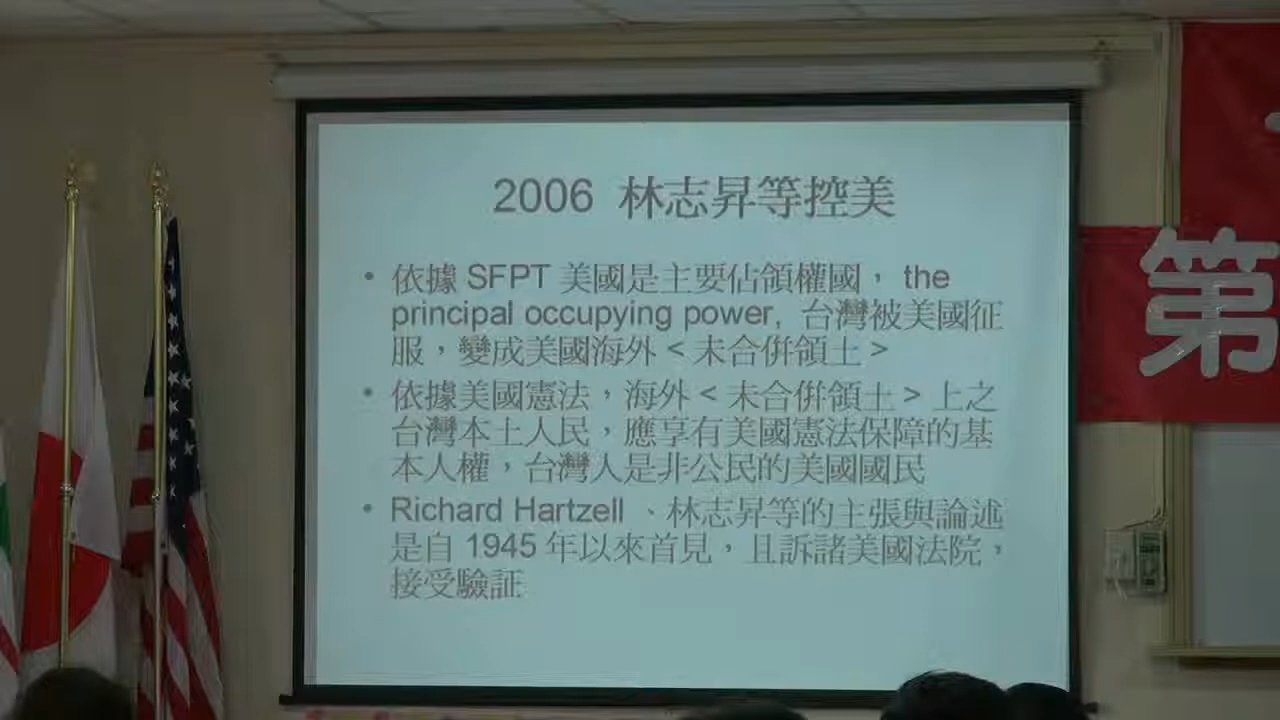 2006 林志昇等控美
• 依據 SFPT 美國是主要佔領權國， the
principal occupying power, 台灣被美國征
服，變成美國海外 < 未合併領土 >
• 依據美國憲法，海外 < 未合併領土 > 上之
台灣本土人民，應享有美國憲法保障的基
本人權，台灣人是非公民的美國國民
• Richard Hartzell 、林志昇等的主張與論述
是自 1945 年以來首見，且訴諸美國法院，
接受驗証
第